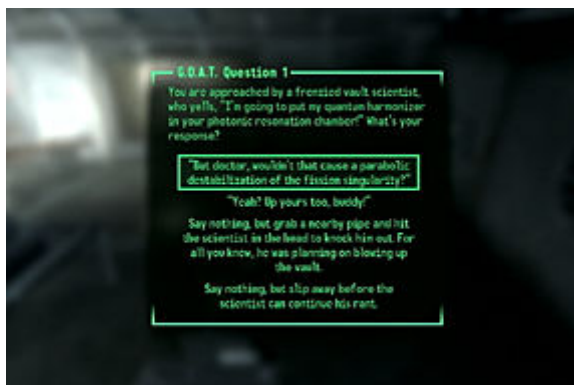 G.O.A.T. Question 1
You are approached by a frenzied vault scientist,
who yells, "I'm going to put my quantum harmonizer
in your photonic resonation chamber!" What's your
response?
"But doctor, wouldn't that cause a parabolic
destabilization of the fission singularity?"
"Yeah? Up yours too, buddy!"
Say nothing, but grab a nearby pipe and hit
the scientist in the head to knock him out. For
all you knew, he was planning on blowing up
the vault.
Say nothing, but slip away before the
scientist can continue his rant.